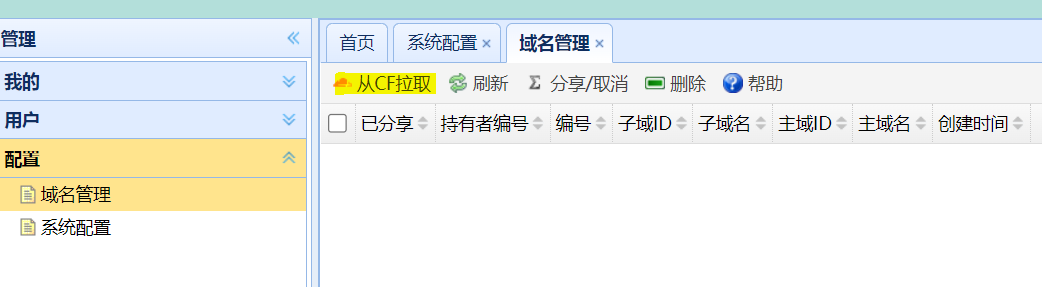 管理
我的
用户
配置
域名管理
系统配置
首页 系统配置 域名管理
从CF拉取 刷新 Σ 分享/取消 删除 帮助
已分享 持有者编号 编号 子域ID 子域名 主域ID 主域名 创建时间